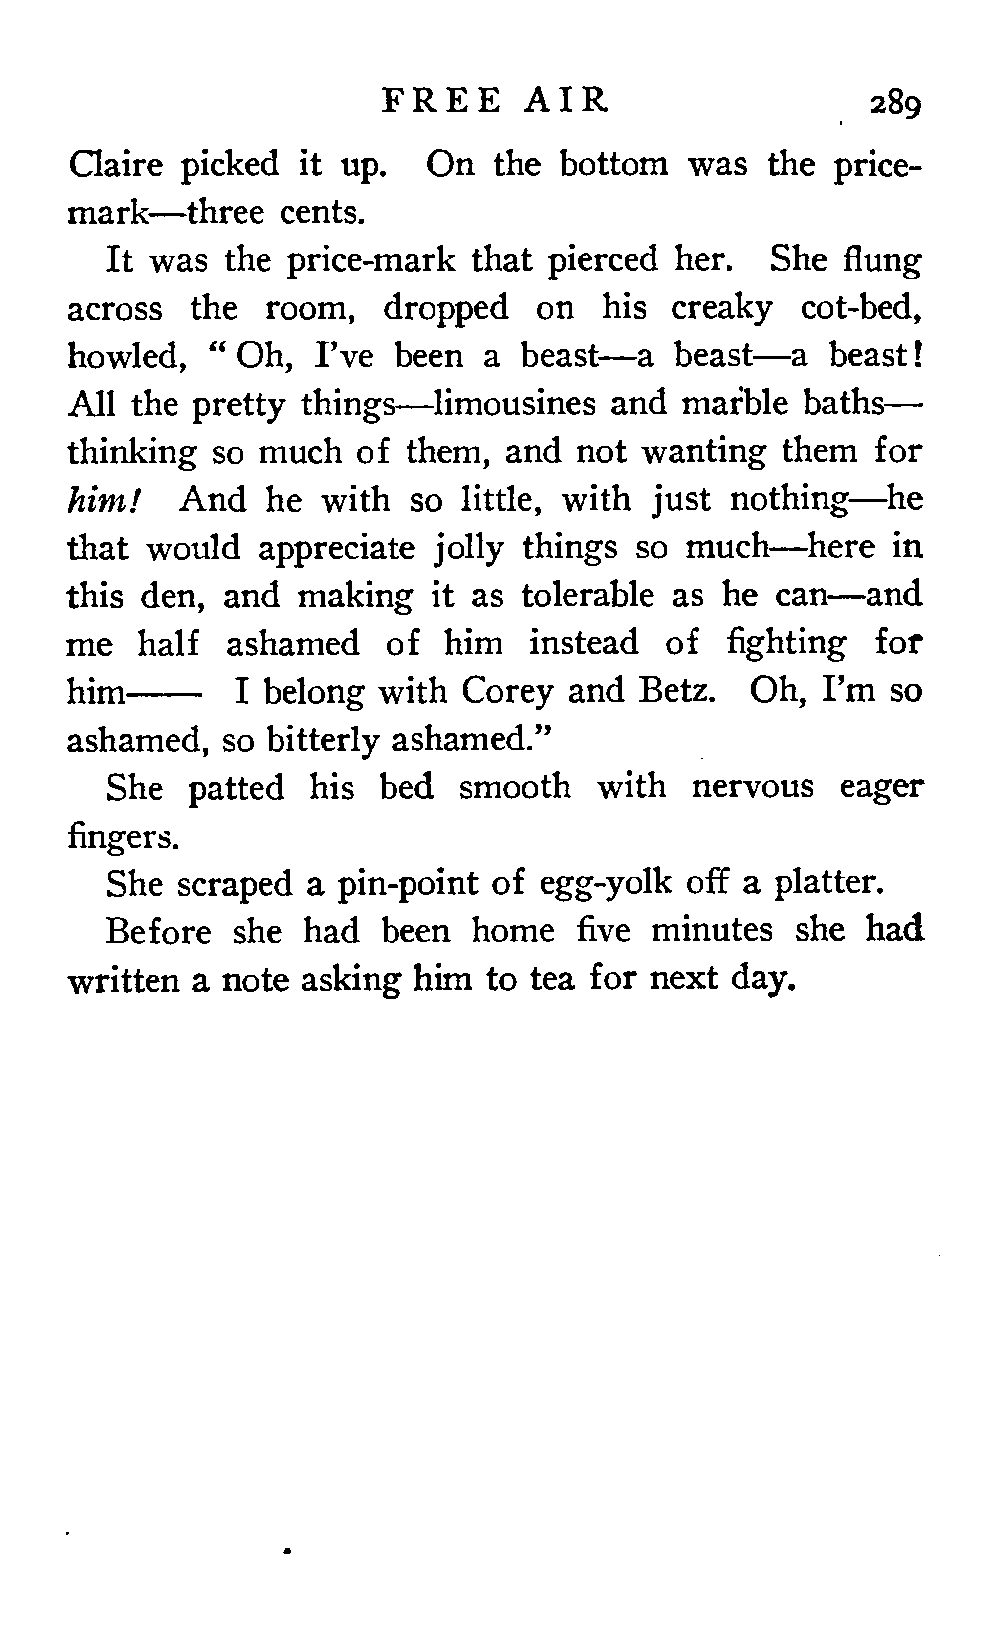 FREE AIR 289
Claire picked it up. On the bottom was the price-
mark—three cents.
It was the price-mark that pierced her. She flung
across the room, dropped on his creaky cot-bed,
howled, “ Oh, I’ve been a beast—a beast—a beast!
All the pretty things—limousines and marble baths—
thinking so much of them, and not wanting them for
him! And he with so little, with just nothing—he
that would appreciate jolly things so much—here in
this den, and making it as tolerable as he can—and
me half ashamed of him instead of fighting for
him—— I belong with Corey and Betz. Oh, I’m so
ashamed, so bitterly ashamed.”
She patted his bed smooth with nervous eager
fingers.
She scraped a pin-point of egg-yolk off a platter.
Before she had been home five minutes she had
written a note asking him to tea for next day.